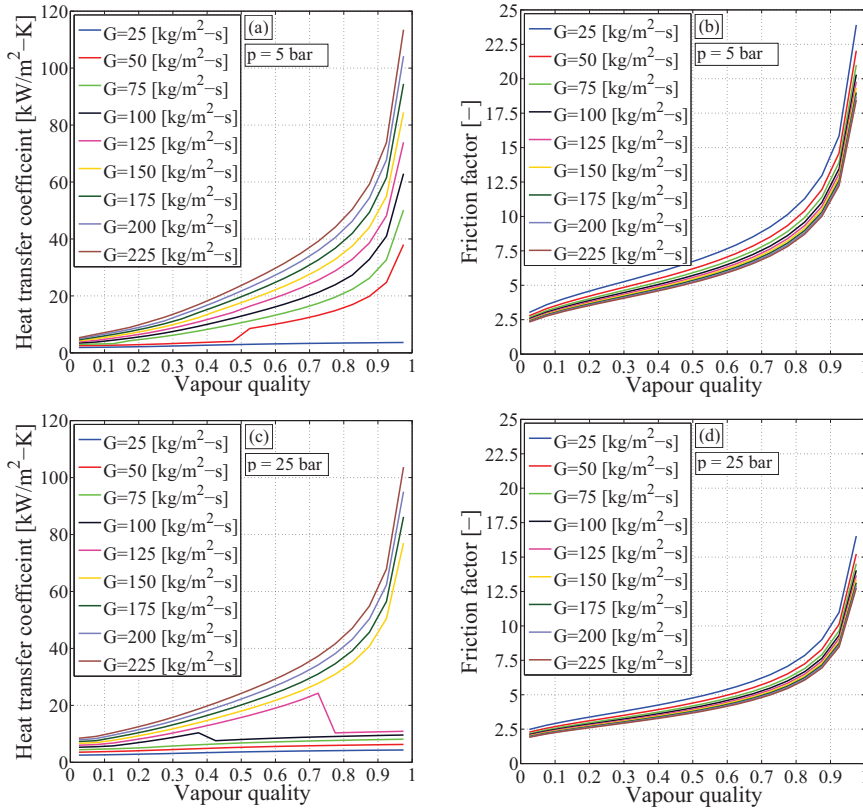 Heat transfer coefficeint [kW/m²−K]
120
100
80
60
40
20
0
G=25 [kg/m²−s]
G=50 [kg/m²−s]
G=75 [kg/m²−s]
G=100 [kg/m²−s]
G=125 [kg/m²−s]
G=150 [kg/m²−s]
G=175 [kg/m²−s]
G=200 [kg/m²−s]
G=225 [kg/m²−s]
(a)
p = 5 bar
0 0.1 0.2 0.3 0.4 0.5 0.6 0.7 0.8 0.9 1
Vapour quality
Friction factor [−]
25
22.5
20
17.5
15
12.5
10
7.5
5
2.5
0
G=25 [kg/m²−s]
G=50 [kg/m²−s]
G=75 [kg/m²−s]
G=100 [kg/m²−s]
G=125 [kg/m²−s]
G=150 [kg/m²−s]
G=175 [kg/m²−s]
G=200 [kg/m²−s]
G=225 [kg/m²−s]
(b)
p = 5 bar
0 0.1 0.2 0.3 0.4 0.5 0.6 0.7 0.8 0.9 1
Vapour quality
Heat transfer coefficeint [kW/m²−K]
120
100
80
60
40
20
0
G=25 [kg/m²−s]
G=50 [kg/m²−s]
G=75 [kg/m²−s]
G=100 [kg/m²−s]
G=125 [kg/m²−s]
G=150 [kg/m²−s]
G=175 [kg/m²−s]
G=200 [kg/m²−s]
G=225 [kg/m²−s]
(c)
p = 25 bar
0 0.1 0.2 0.3 0.4 0.5 0.6 0.7 0.8 0.9 1
Vapour quality
Friction factor [−]
25
22.5
20
17.5
15
12.5
10
7.5
5
2.5
0
G=25 [kg/m²−s]
G=50 [kg/m²−s]
G=75 [kg/m²−s]
G=100 [kg/m²−s]
G=125 [kg/m²−s]
G=150 [kg/m²−s]
G=175 [kg/m²−s]
G=200 [kg/m²−s]
G=225 [kg/m²−s]
(d)
p = 25 bar
0 0.1 0.2 0.3 0.4 0.5 0.6 0.7 0.8 0.9 1
Vapour quality